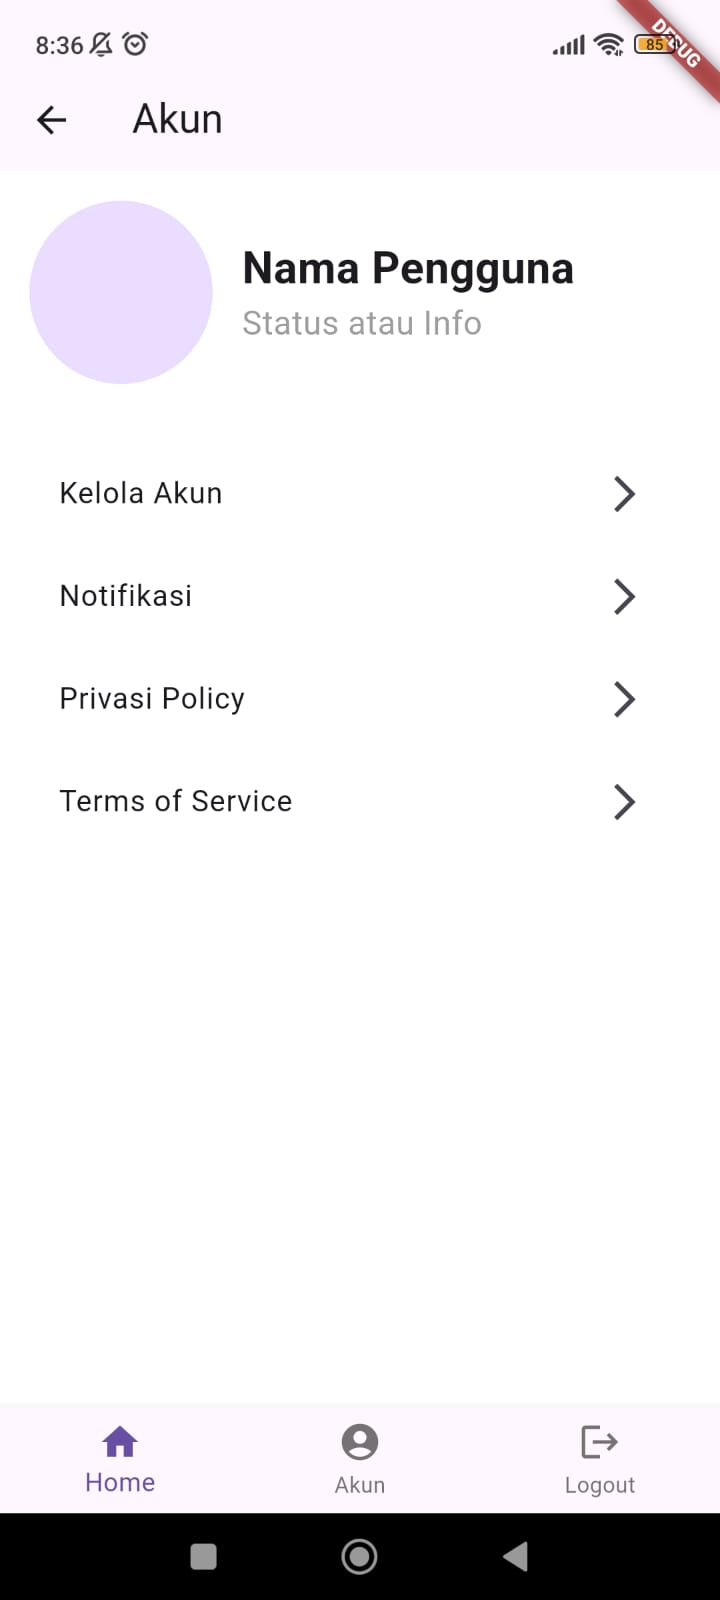 8:36
85
DEBUG
Akun
Nama Pengguna
Status atau Info
Kelola Akun
Notifikasi
Privasi Policy
Terms of Service
Home
Akun
Logout